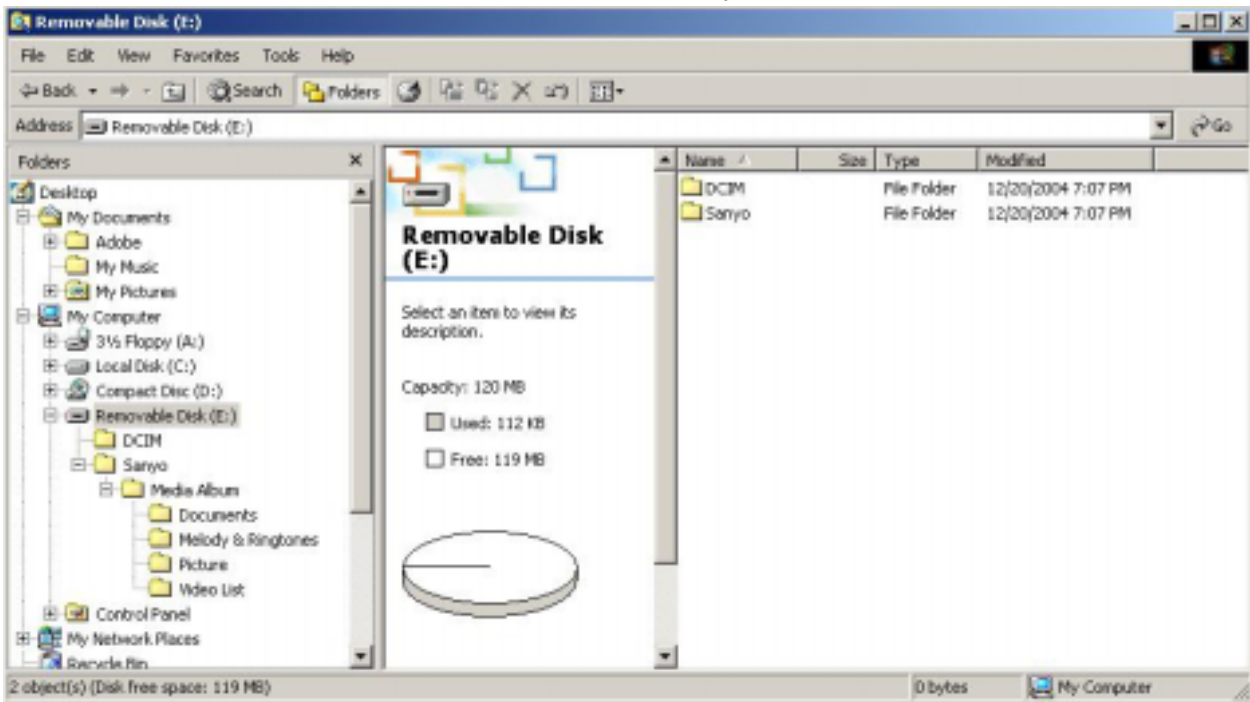 Removable Disk (E:)
File Edit View Favorites Tools Help
Back Search Folders
Address Removable Disk (E:) Go
Folders
Desktop
My Documents
Adobe
My Music
My Pictures
My Computer
3½ Floppy (A:)
Local Disk (C:)
Compact Disc (D:)
Removable Disk (E:)
DCIM
Sanyo
Media Album
Documents
Melody & Ringtones
Picture
Video List
Control Panel
My Network Places
Recycle Bin
Removable Disk
(E:)
Select an item to view its
description.
Capacity: 120 MB
Used: 112 KB
Free: 119 MB
Name Size Type Modified
DCIM File Folder 12/20/2004 7:07 PM
Sanyo File Folder 12/20/2004 7:07 PM
2 object(s) (Disk free space: 119 MB) 0 bytes My Computer